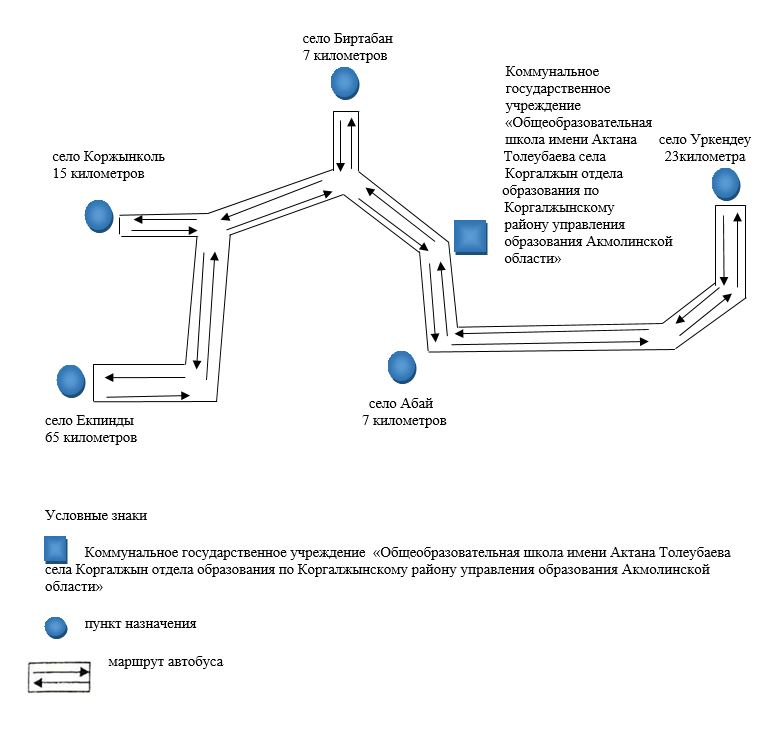 село Биртабан
7 километров
Коммунальное
государственное
учреждение
«Общеобразовательная
школа имени Актана
Толеубаева села
Коргалжын отдела
образования по
Коргалжынскому
району управления
образования Акмолинской
области»
село Уркендеу
23километра
село Коржынколь
15 километров
село Абай
7 километров
село Екпинды
65 километров
Условные знаки
Коммунальное государственное учреждение «Общеобразовательная школа имени Актана Толеубаева
села Коргалжын отдела образования по Коргалжынскому району управления образования Акмолинской
области»
пункт назначения
маршрут автобуса